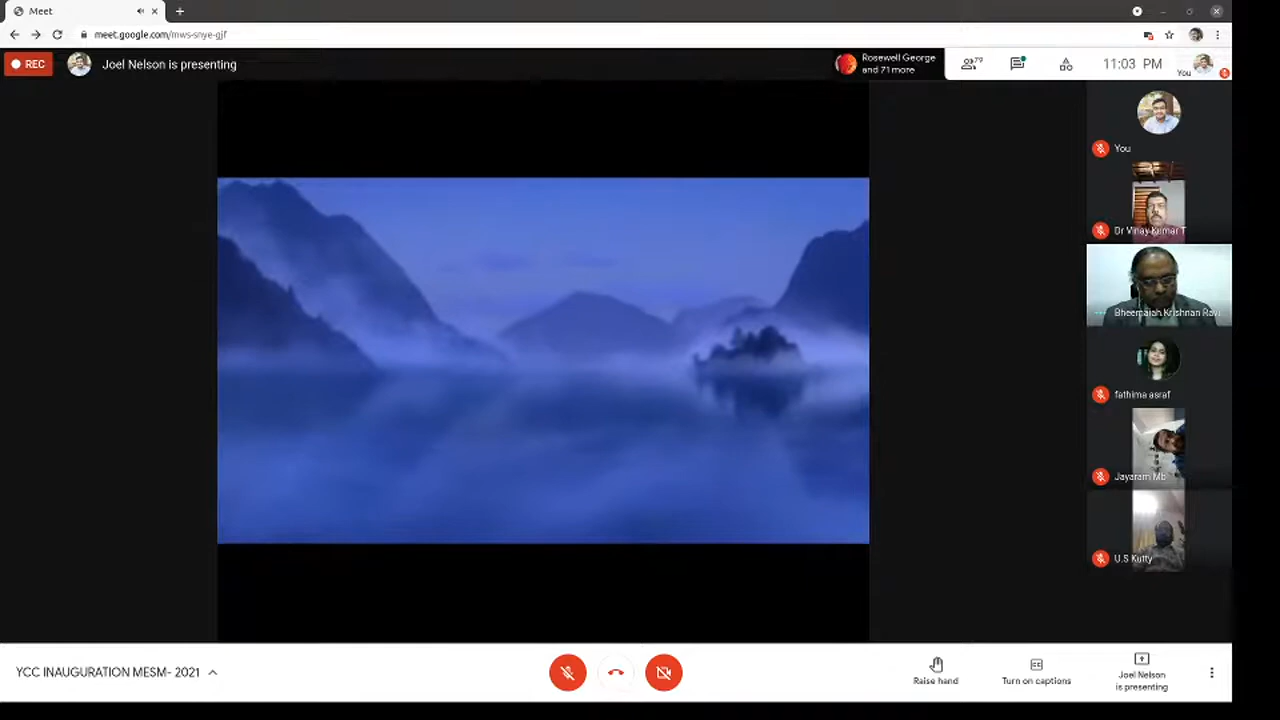 Meet
meet.google.com/mws-snye-gjf
REC
Joel Nelson is presenting
Rosewell George
and 71 more
79
11:03 PM
You
You
Dr Vinay Kumar T
Bheemaiah Krishnan Ravi
fathima asraf
Jayaram Mb
U.S Kutty
YCC INAUGURATION MESM- 2021
Raise hand
Turn on captions
Joel Nelson
is presenting